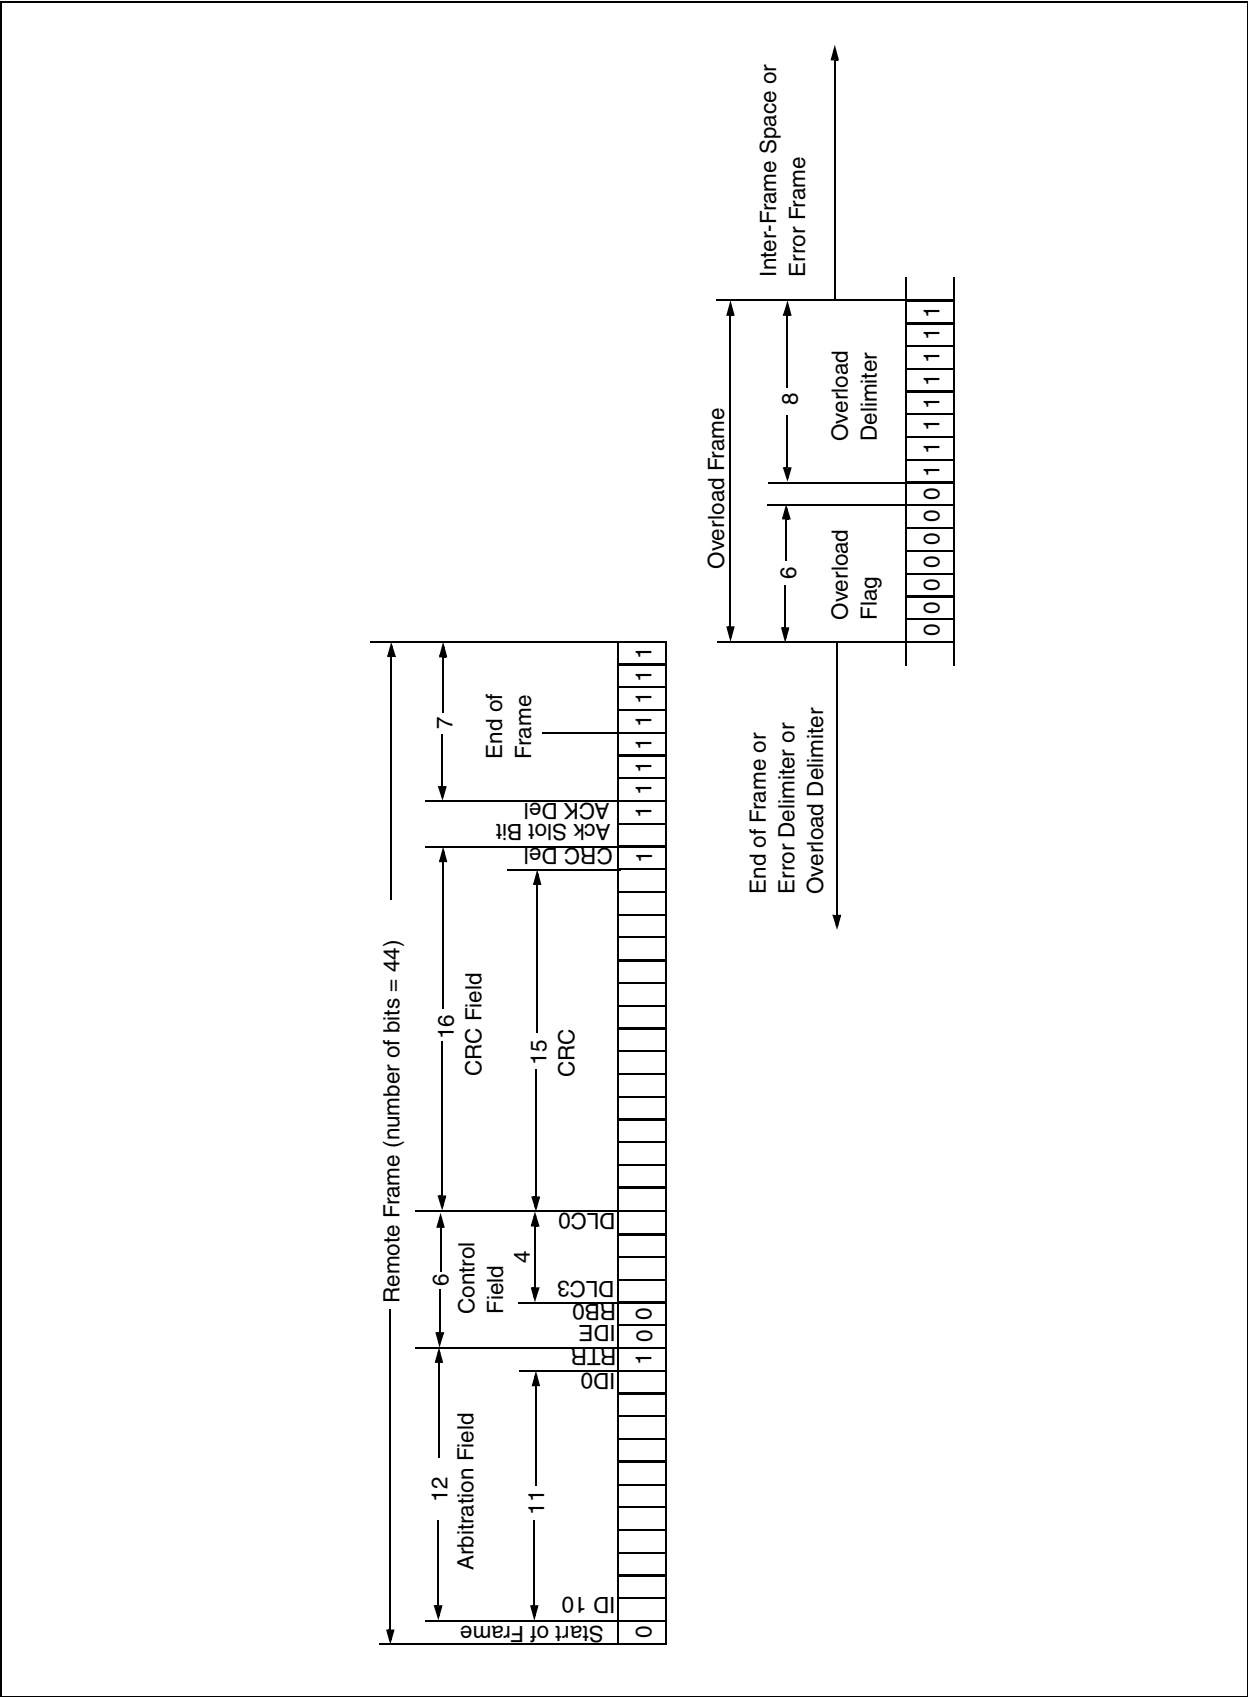 Remote Frame (number of bits = 44)
12
6
16
7
Arbitration Field
Control
Field
CRC Field
End of
Frame
11
4
15
CRC
Start of Frame
ID 10
ID0
RTR
IDE
RB0
DLC3
DLC0
CRC Del
Ack Slot Bit
ACK Del
0 1 0 0 1 1 1 1 1 1 1 1 1
Overload Frame
End of Frame or
Error Delimiter or
Overload Delimiter
6
8
Inter-Frame Space or
Error Frame
Overload
Flag
Overload
Delimiter
0 0 0 0 0 0 0 1 1 1 1 1 1 1 1